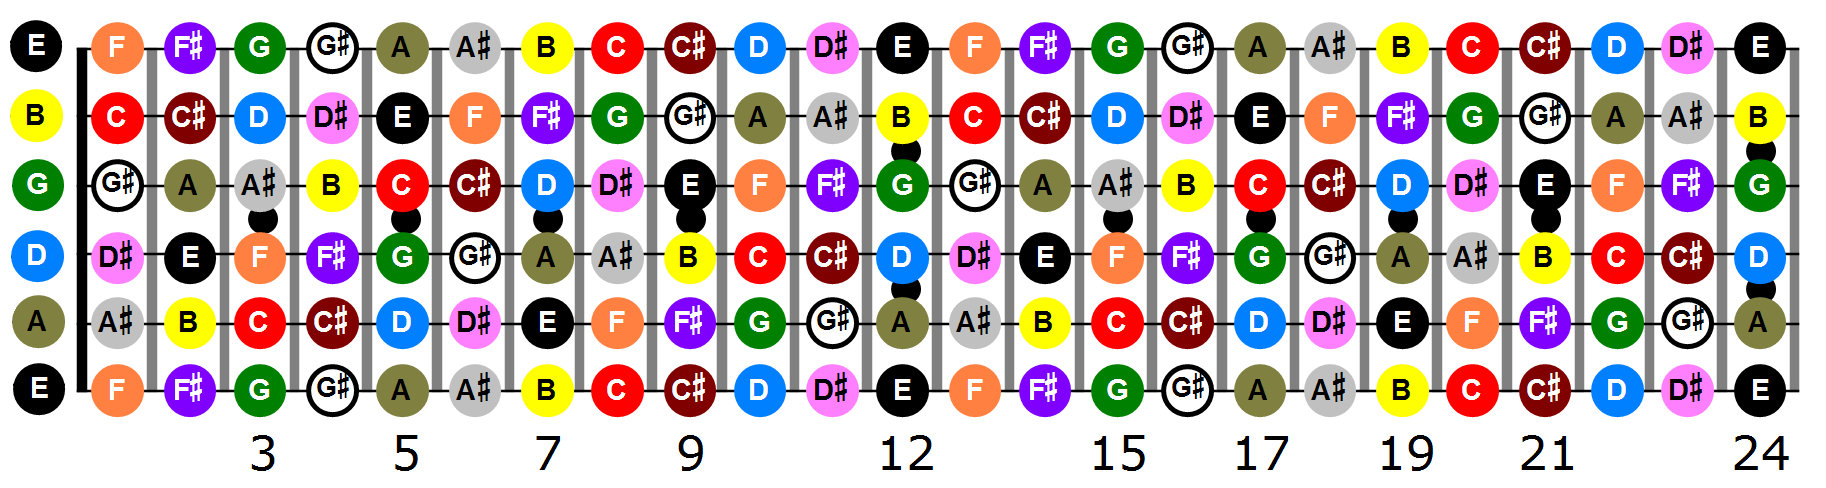 E F F♯ G G♯ A A♯ B C C♯ D D♯ E F F♯ G G♯ A A♯ B C C♯ D D♯ E
B C C♯ D D♯ E F F♯ G G♯ A A♯ B C C♯ D D♯ E F F♯ G G♯ A A♯ B
G G♯ A A♯ B C C♯ D D♯ E F F♯ G G♯ A A♯ B C C♯ D D♯ E F F♯ G
D D♯ E F F♯ G G♯ A A♯ B C C♯ D D♯ E F F♯ G G♯ A A♯ B C C♯ D
A A♯ B C C♯ D D♯ E F F♯ G G♯ A A♯ B C C♯ D D♯ E F F♯ G G♯ A
E F F♯ G G♯ A A♯ B C C♯ D D♯ E F F♯ G G♯ A A♯ B C C♯ D D♯ E
3 5 7 9 12 15 17 19 21 24